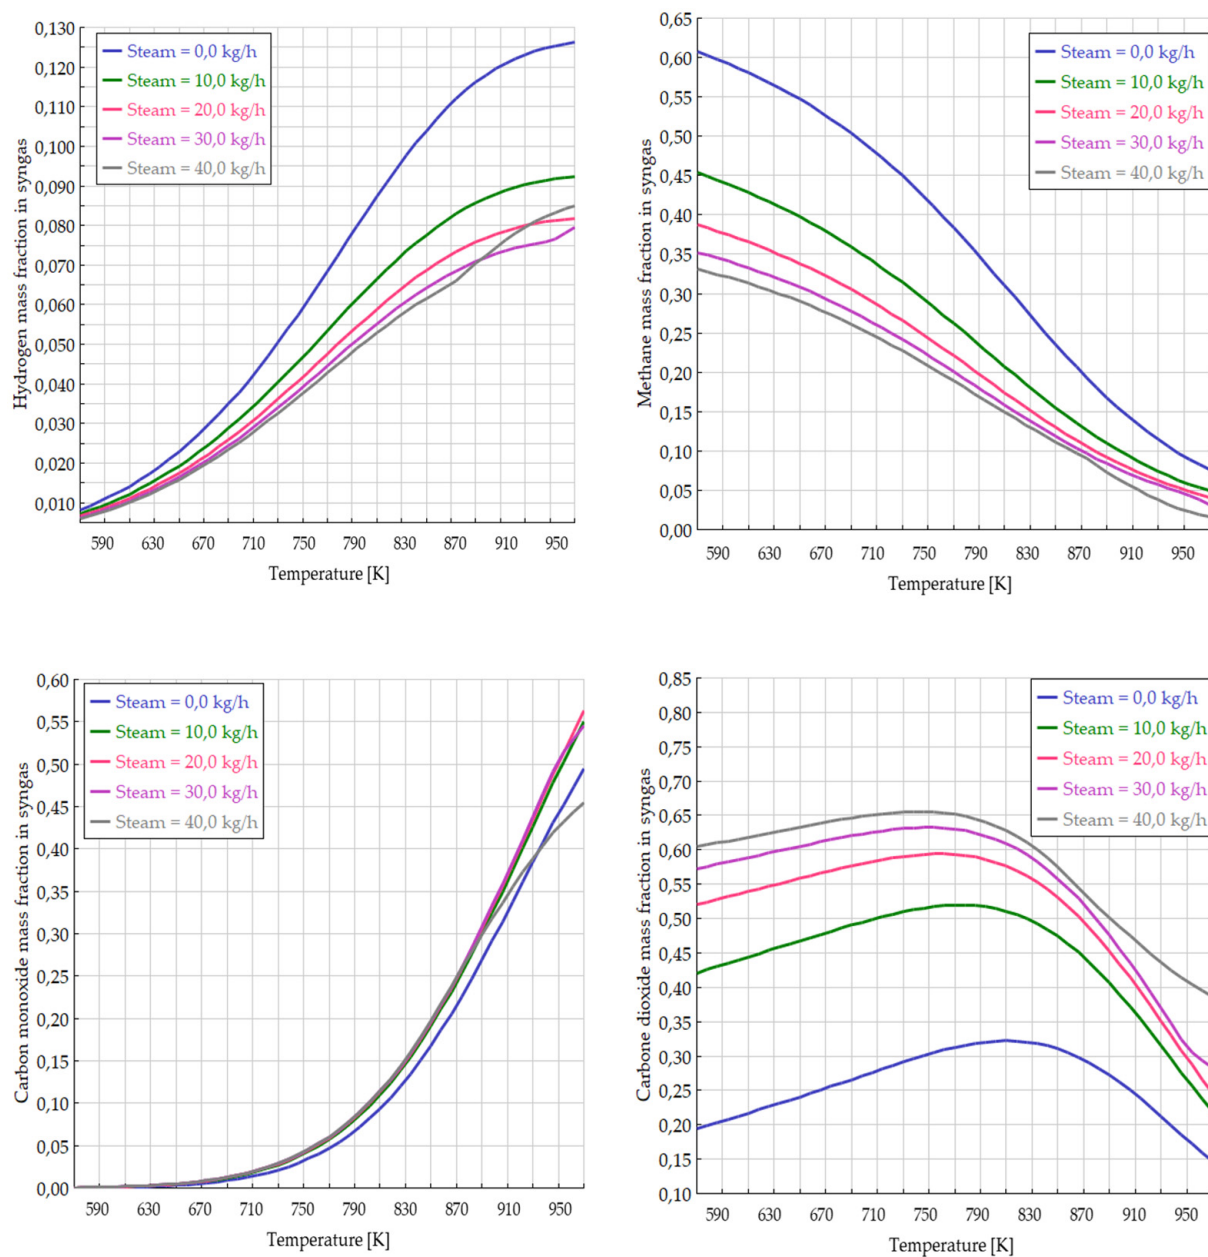 Hydrogen mass fraction in syngas
0,130
0,120
0,110
0,100
0,090
0,080
0,070
0,060
0,050
0,040
0,030
0,020
0,010
Steam = 0,0 kg/h
Steam = 10,0 kg/h
Steam = 20,0 kg/h
Steam = 30,0 kg/h
Steam = 40,0 kg/h
590 630 670 710 750 790 830 870 910 950
Temperature [K]
Methane mass fraction in syngas
0,65
0,60
0,55
0,50
0,45
0,40
0,35
0,30
0,25
0,20
0,15
0,10
0,05
0,00
Steam = 0,0 kg/h
Steam = 10,0 kg/h
Steam = 20,0 kg/h
Steam = 30,0 kg/h
Steam = 40,0 kg/h
590 630 670 710 750 790 830 870 910 950
Temperature [K]
Carbon monoxide mass fraction in syngas
0,60
0,55
0,50
0,45
0,40
0,35
0,30
0,25
0,20
0,15
0,10
0,05
0,00
Steam = 0,0 kg/h
Steam = 10,0 kg/h
Steam = 20,0 kg/h
Steam = 30,0 kg/h
Steam = 40,0 kg/h
590 630 670 710 750 790 830 870 910 950
Temperature [K]
Carbone dioxide mass fraction in syngas
0,85
0,80
0,75
0,70
0,65
0,60
0,55
0,50
0,45
0,40
0,35
0,30
0,25
0,20
0,15
0,10
Steam = 0,0 kg/h
Steam = 10,0 kg/h
Steam = 20,0 kg/h
Steam = 30,0 kg/h
Steam = 40,0 kg/h
590 630 670 710 750 790 830 870 910 950
Temperature [K]